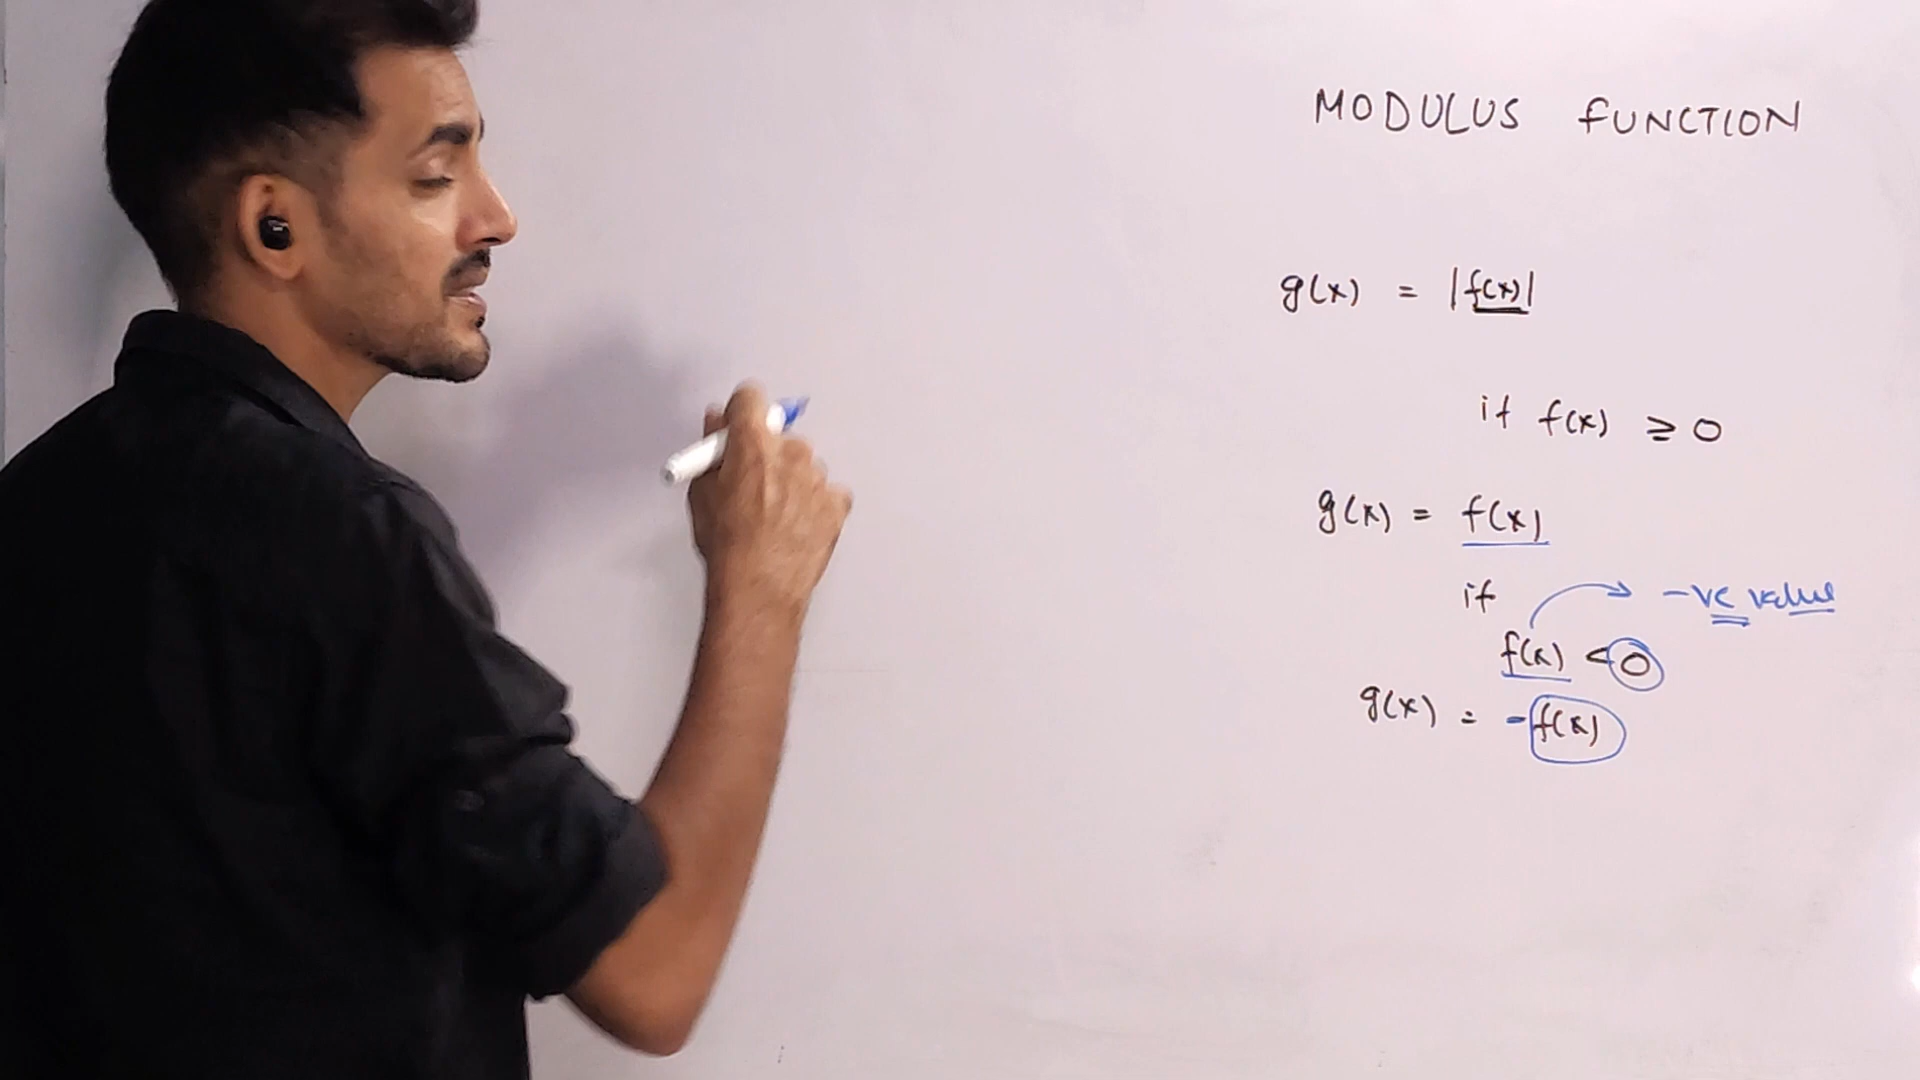 MODULUS FUNCTION
g(x) = |f(x)|
if f(x) ≥ 0
g(x) = f(x)
if → -ve value
f(x) < 0
g(x) = -f(x)